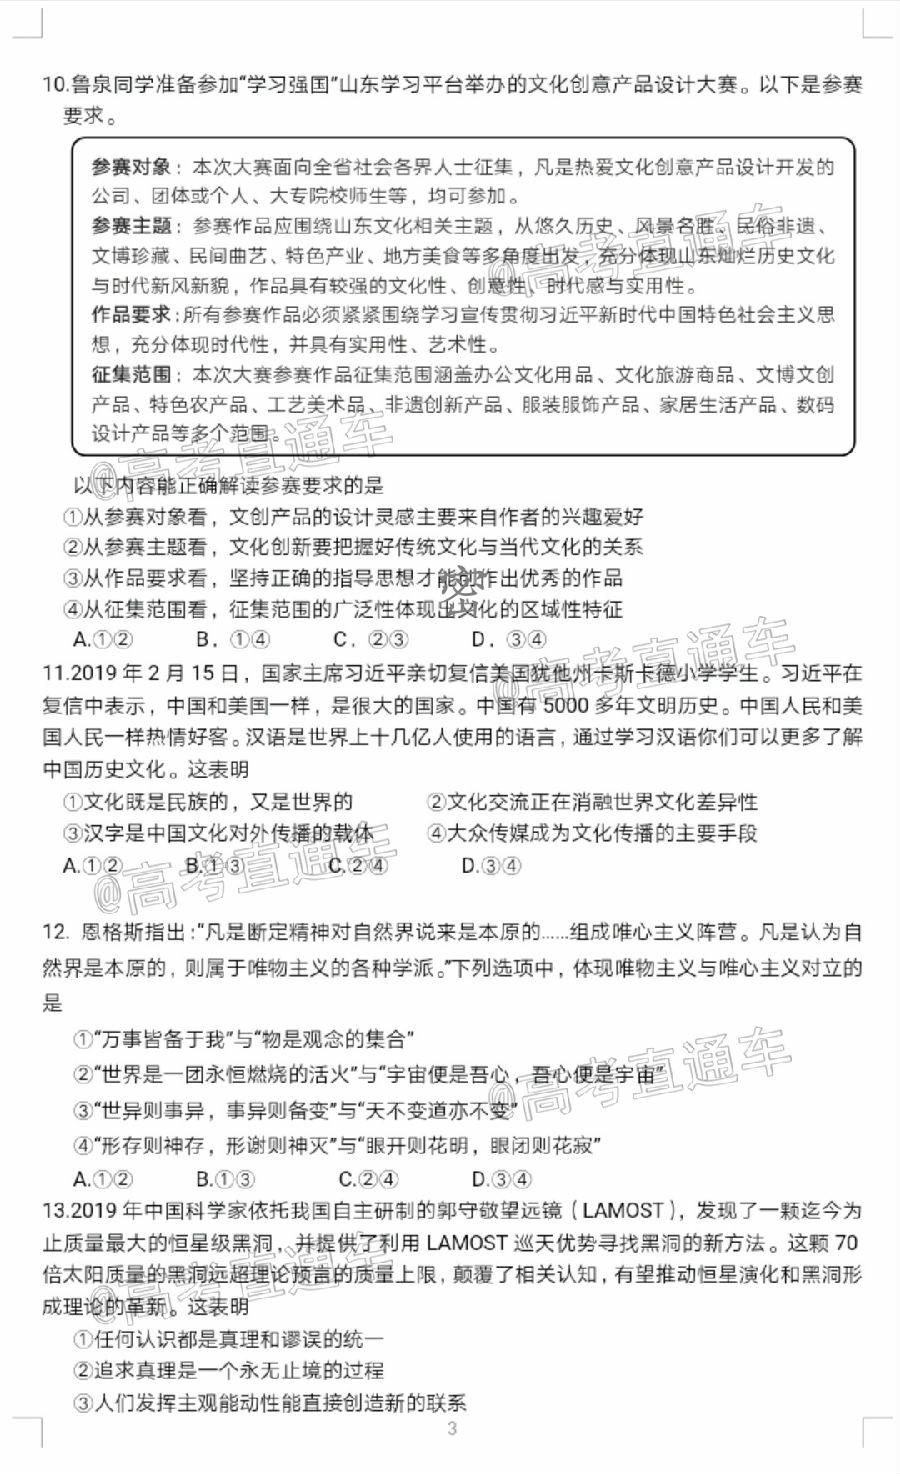 10.鲁泉同学准备参加“学习强国”山东学习平台举办的文化创意产品设计大赛。以下是参赛
要求。
参赛对象：本次大赛面向全省社会各界人士征集，凡是热爱文化创意产品设计开发的
公司、团体或个人、大专院校师生等，均可参加。
参赛主题：参赛作品应围绕山东文化相关主题，从悠久历史、风景名胜、民俗非遗、
文博珍藏、民间曲艺、特色产业、地方美食等多角度出发，充分体现山东灿烂历史文化
与时代新风新貌，作品具有较强的文化性、创意性、时代感与实用性。
作品要求:所有参赛作品必须紧紧围绕学习宣传贯彻习近平新时代中国特色社会主义思
想，充分体现时代性，并具有实用性、艺术性。
征集范围：本次大赛参赛作品征集范围涵盖办公文化用品、文化旅游商品、文博文创
产品、特色农产品、工艺美术品、非遗创新产品、服装服饰产品、家居生活产品、数码
设计产品等多个范围。
以下内容能正确解读参赛要求的是
①从参赛对象看，文创产品的设计灵感主要来自作者的兴趣爱好
②从参赛主题看，文化创新要把握好传统文化与当代文化的关系
③从作品要求看，坚持正确的指导思想才能创作出优秀的作品
④从征集范围看，征集范围的广泛性体现出文化的区域性特征
A.①② B．①④ C．②③ D．③④
11.2019 年 2 月 15 日，国家主席习近平亲切复信美国犹他州卡斯卡德小学学生。习近平在
复信中表示，中国和美国一样，是很大的国家。中国有 5000 多年文明历史。中国人民和美
国人民一样热情好客。汉语是世界上十几亿人使用的语言，通过学习汉语你们可以更多了解
中国历史文化。这表明
①文化既是民族的，又是世界的 ②文化交流正在消融世界文化差异性
③汉字是中国文化对外传播的载体 ④大众传媒成为文化传播的主要手段
A.①② B.①③ C.②④ D.③④
12. 恩格斯指出:“凡是断定精神对自然界说来是本原的……组成唯心主义阵营。凡是认为自
然界是本原的，则属于唯物主义的各种学派。”下列选项中，体现唯物主义与唯心主义对立的
是
①“万事皆备于我”与“物是观念的集合”
②“世界是一团永恒燃烧的活火”与“宇宙便是吾心，吾心便是宇宙”
③“世异则事异，事异则备变”与“天不变道亦不变”
④“形存则神存，形谢则神灭”与“眼开则花明，眼闭则花寂”
A.①② B.①③ C.②④ D.③④
13.2019 年中国科学家依托我国自主研制的郭守敬望远镜（LAMOST），发现了一颗迄今为
止质量最大的恒星级黑洞，并提供了利用 LAMOST 巡天优势寻找黑洞的新方法。这颗 70
倍太阳质量的黑洞远超理论预言的质量上限，颠覆了相关认知，有望推动恒星演化和黑洞形
成理论的革新。这表明
①任何认识都是真理和谬误的统一
②追求真理是一个永无止境的过程
③人们发挥主观能动性能直接创造新的联系
3
@高考直通车
@高考直通车
密
@高考直通车
@高考直通车
@高考直通车
@高考直通车